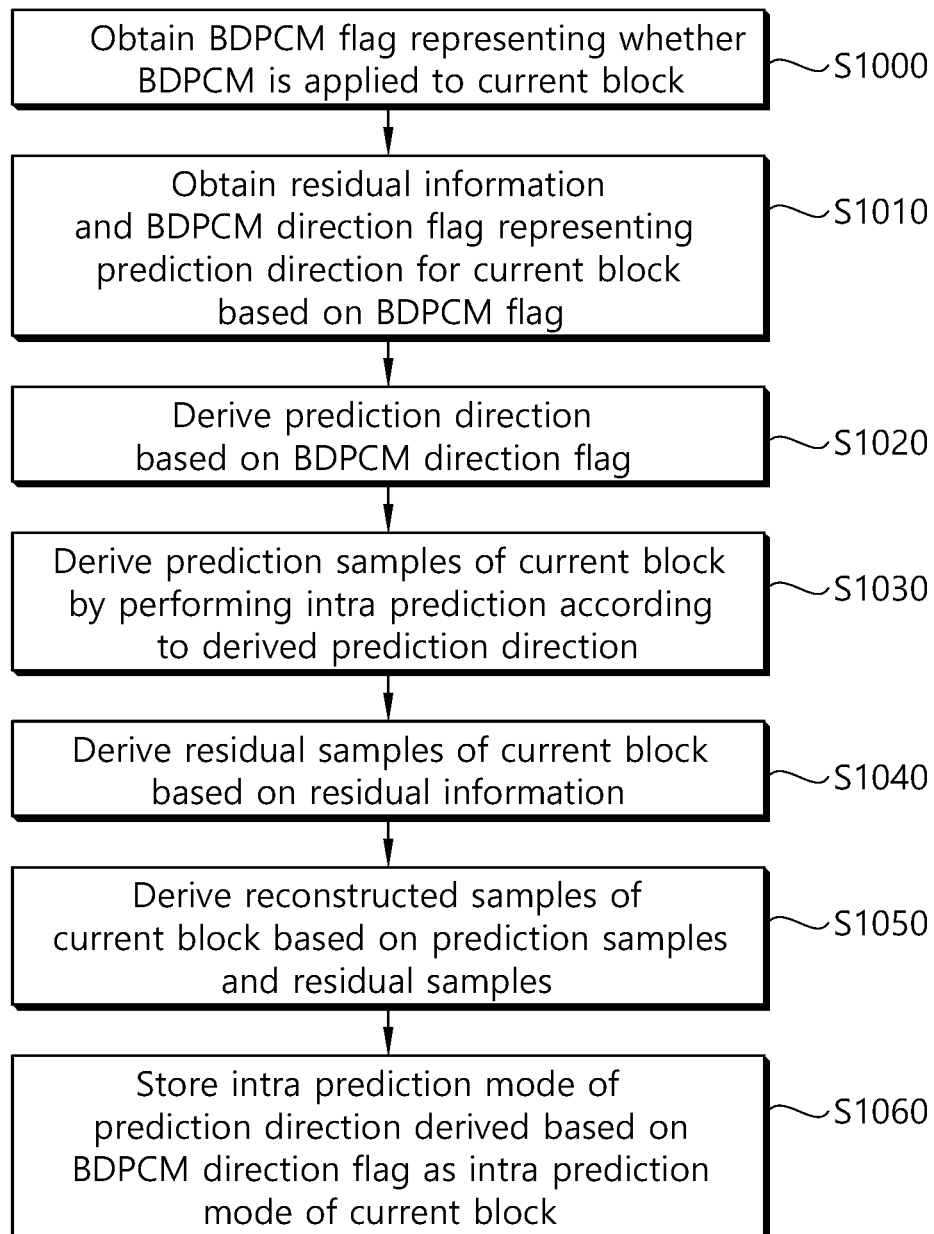 Obtain BDPCM flag representing whether
BDPCM is applied to current block
S1000
Obtain residual information
and BDPCM direction flag representing
prediction direction for current block
based on BDPCM flag
S1010
Derive prediction direction
based on BDPCM direction flag
S1020
Derive prediction samples of current block
by performing intra prediction according
to derived prediction direction
S1030
Derive residual samples of current block
based on residual information
S1040
Derive reconstructed samples of
current block based on prediction samples
and residual samples
S1050
Store intra prediction mode of
prediction direction derived based on
BDPCM direction flag as intra prediction
mode of current block
S1060